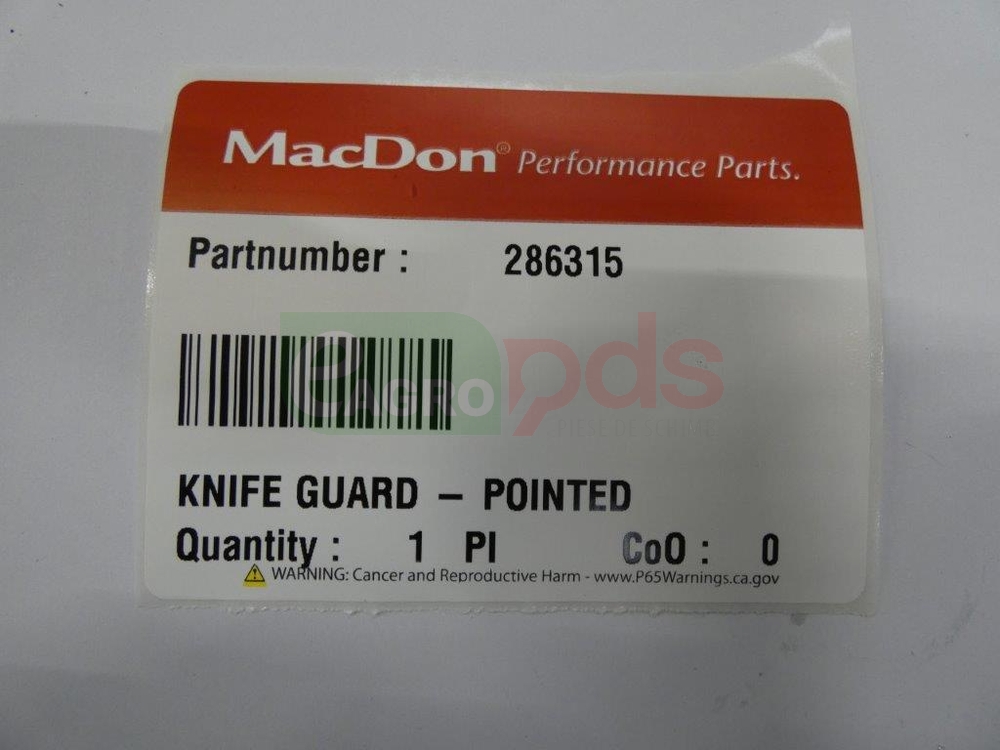 MacDon® Performance Parts.
Partnumber : 286315
eAGRO pds
KNIFE GUARD – POINTED
Quantity : 1 PI CoO : 0
WARNING: Cancer and Reproductive Harm - www.P65Warnings.ca.gov